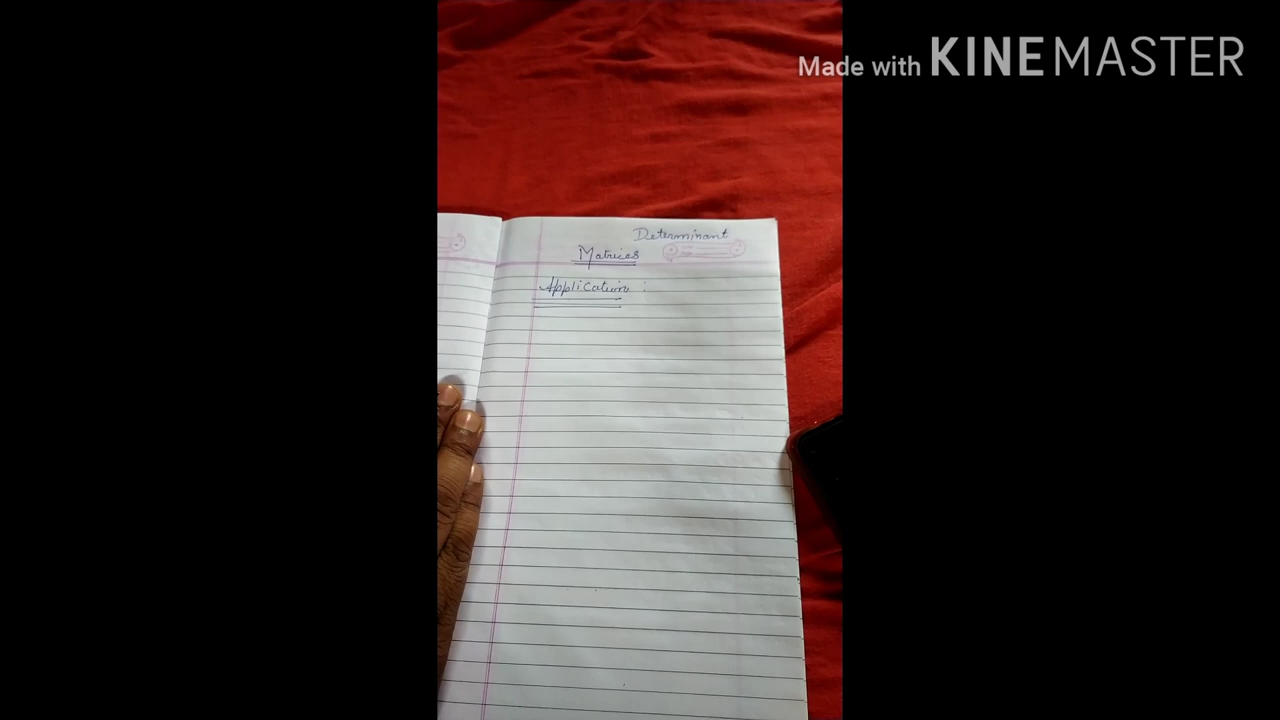 Made with KINEMASTER
Determinant
Matrices
Application :